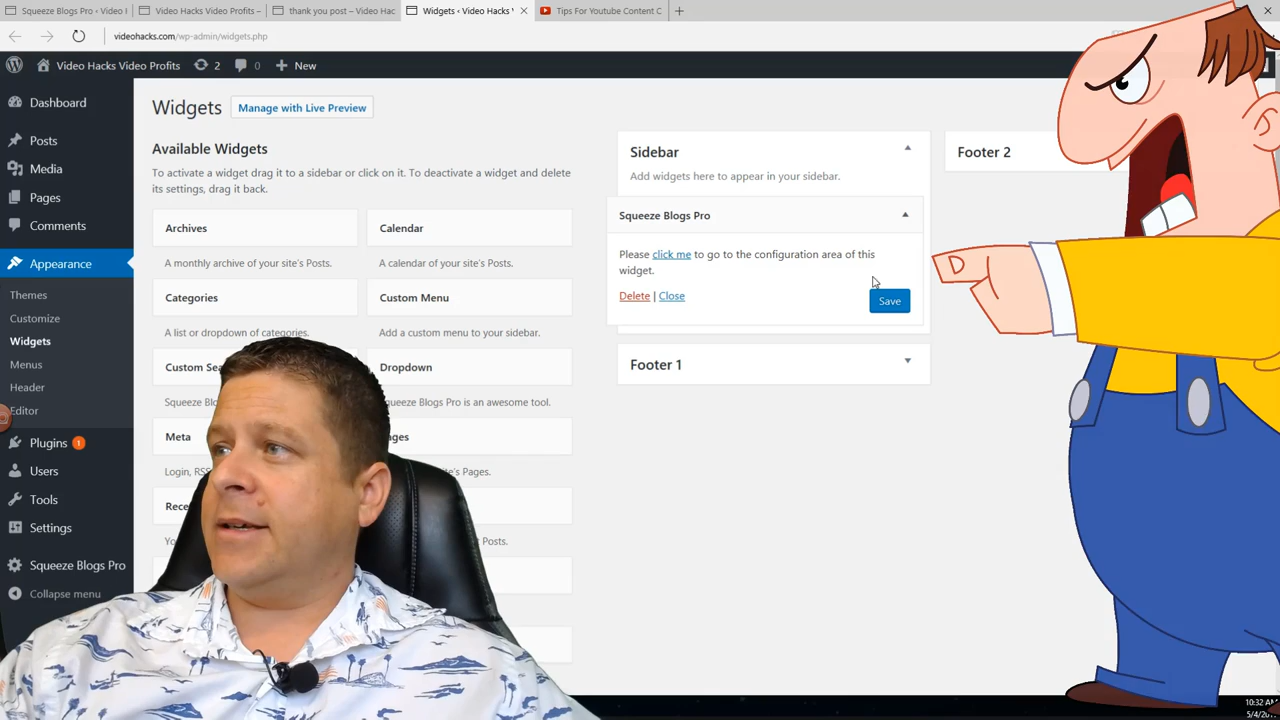 Squeeze Blogs Pro ‹ Video
Video Hacks Video Profits –
thank you post – Video Hac
Widgets ‹ Video Hacks
Tips For Youtube Content C
videohacks.com/wp-admin/widgets.php
Video Hacks Video Profits
2
0
New
Dashboard
Posts
Media
Pages
Comments
Appearance
Themes
Customize
Widgets
Menus
Header
Editor
Plugins 1
Users
Tools
Settings
Squeeze Blogs Pro
Collapse menu
Widgets
Manage with Live Preview
Available Widgets
To activate a widget drag it to a sidebar or click on it. To deactivate a widget and delete
its settings, drag it back.
Archives
Calendar
A monthly archive of your site's Posts.
A calendar of your site's Posts.
Categories
Custom Menu
A list or dropdown of categories.
Add a custom menu to your sidebar.
Custom
Dropdown
Squeeze
Squeeze Blogs Pro is an awesome tool.
Meta
Login,
site's Pages.
Posts.
Sidebar
Add widgets here to appear in your sidebar.
Squeeze Blogs Pro
Please click me to go to the configuration area of this
widget.
Delete | Close
Save
Footer 1
Footer 2
10:32 AM